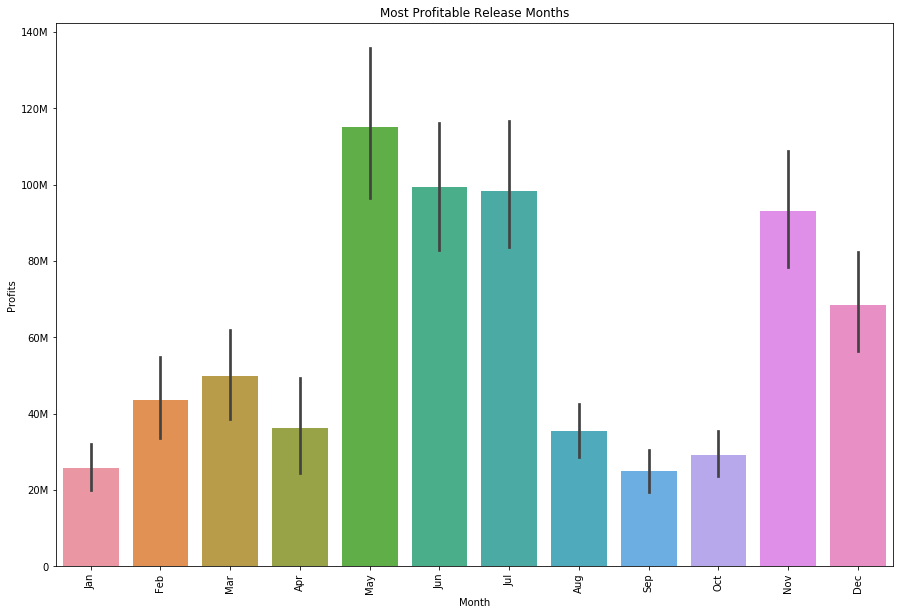 Most Profitable Release Months
140M
120M
100M
80M
60M
40M
20M
0
Profits
Jan
Feb
Mar
Apr
May
Jun
Jul
Aug
Sep
Oct
Nov
Dec
Month